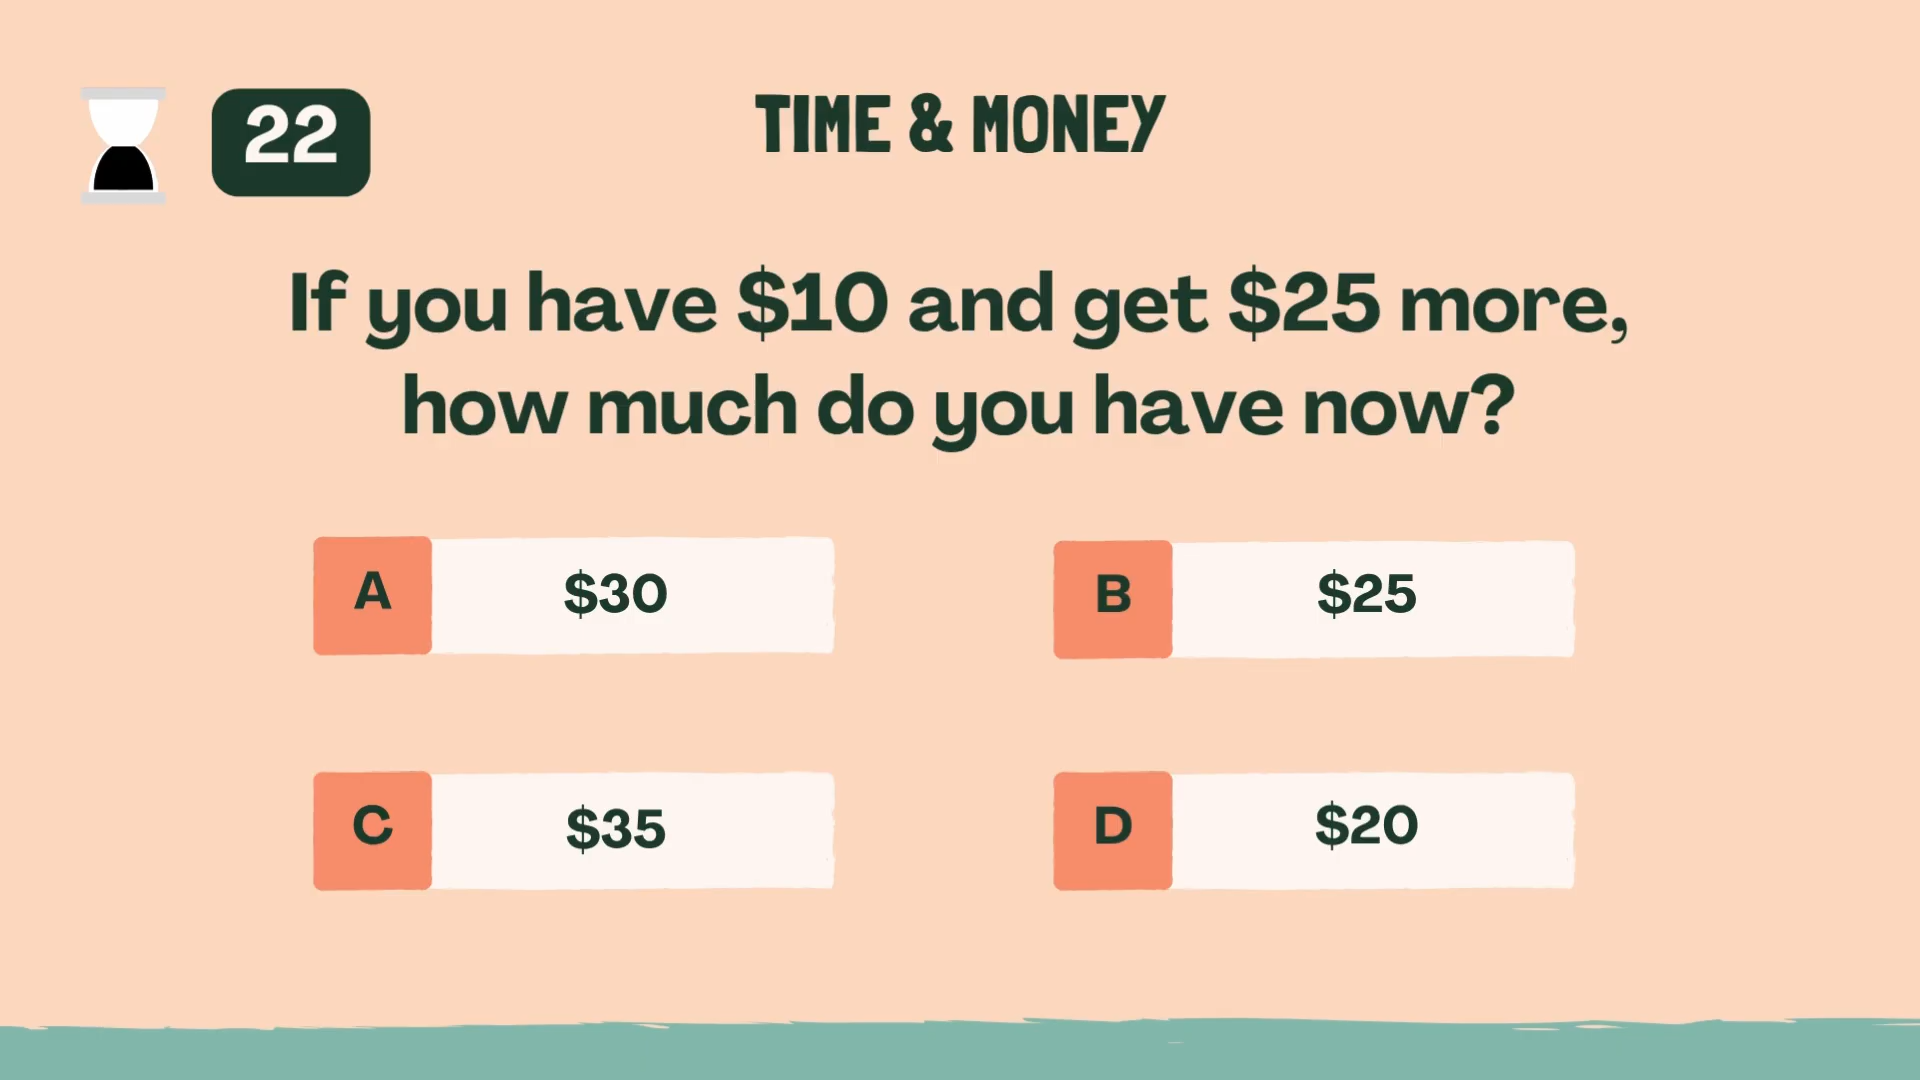 22
TIME & MONEY
If you have $10 and get $25 more,
how much do you have now?
A $30
B $25
C $35
D $20